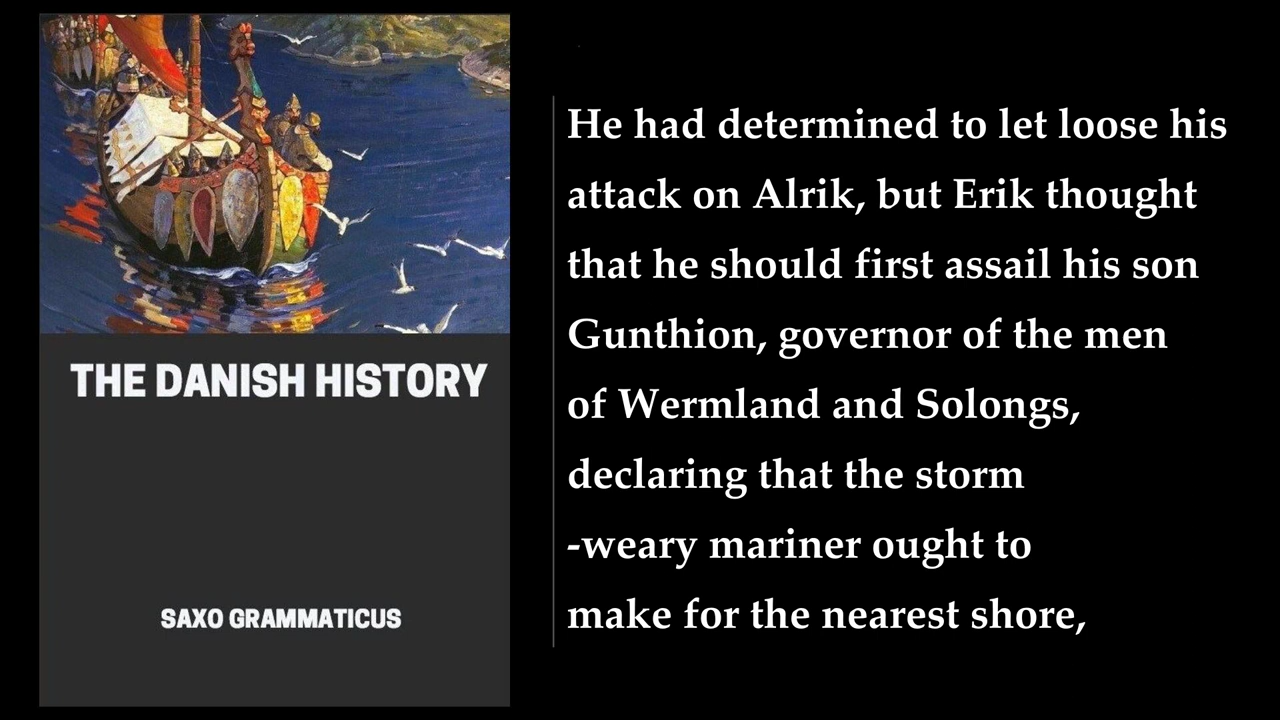 THE DANISH HISTORY
SAXO GRAMMATICUS
He had determined to let loose his
attack on Alrik, but Erik thought
that he should first assail his son
Gunthion, governor of the men
of Wermland and Solongs,
declaring that the storm
-weary mariner ought to
make for the nearest shore,